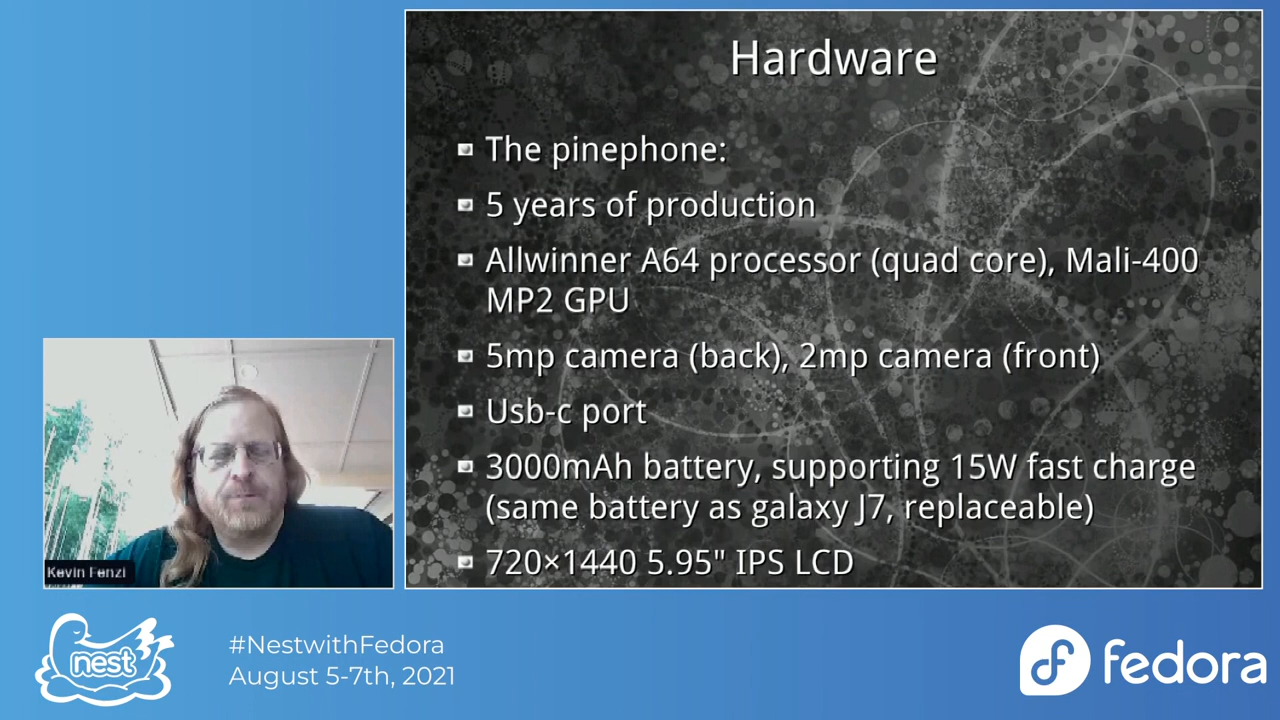 Hardware
The pinephone:
5 years of production
Allwinner A64 processor (quad core), Mali-400
MP2 GPU
5mp camera (back), 2mp camera (front)
Usb-c port
3000mAh battery, supporting 15W fast charge
(same battery as galaxy J7, replaceable)
720×1440 5.95" IPS LCD
Kevin Fenzi
nest
#NestwithFedora
August 5-7th, 2021
fedora